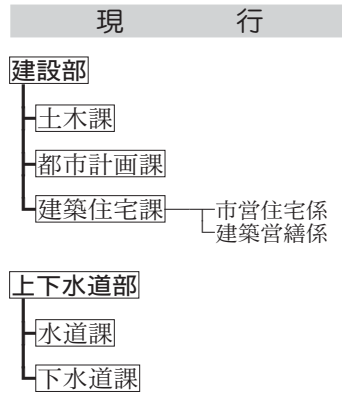 現行
建設部
土木課
都市計画課
建築住宅課
市営住宅係
建築営繕係
上下水道部
水道課
下水道課